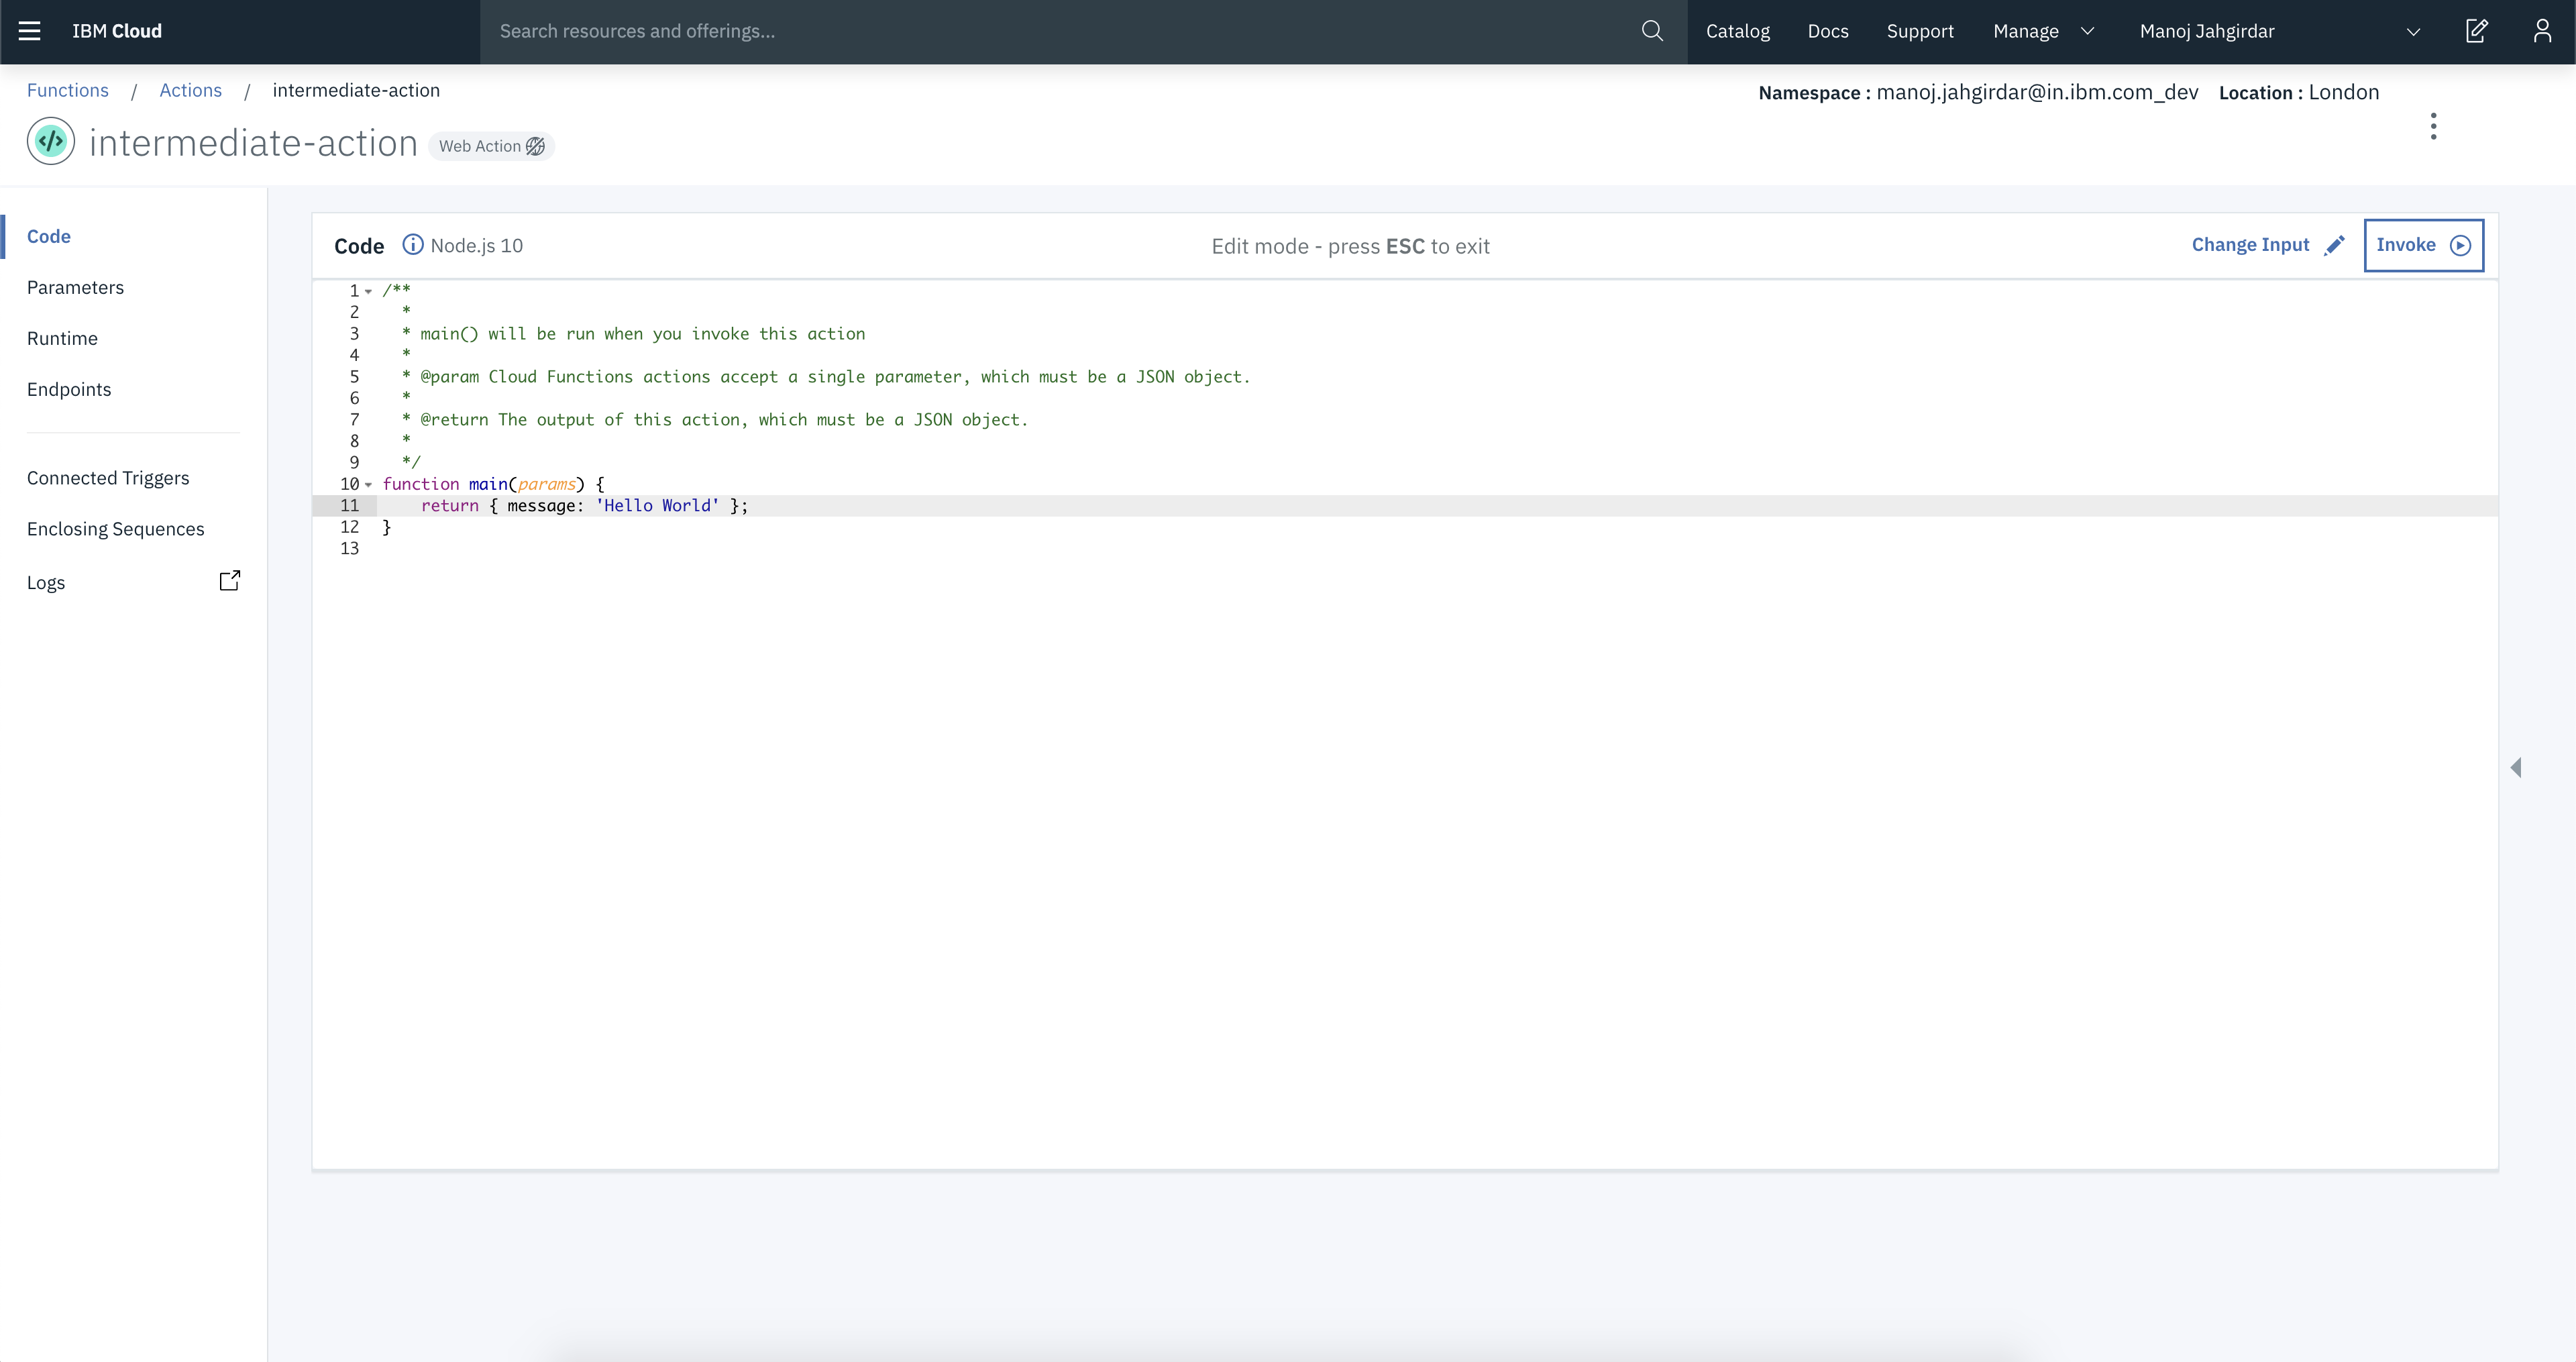 IBM Cloud
Search resources and offerings...
Catalog Docs Support Manage Manoj Jahgirdar
Functions / Actions / intermediate-action
Namespace : manoj.jahgirdar@in.ibm.com_dev Location : London
intermediate-action Web Action
Code
Parameters
Runtime
Endpoints
Connected Triggers
Enclosing Sequences
Logs
Code Node.js 10 Edit mode - press ESC to exit Change Input Invoke
1 /**
2 *
3 * main() will be run when you invoke this action
4 *
5 * @param Cloud Functions actions accept a single parameter, which must be a JSON object.
6 *
7 * @return The output of this action, which must be a JSON object.
8 *
9 */
10 function main(params) {
11 return { message: 'Hello World' };
12 }
13